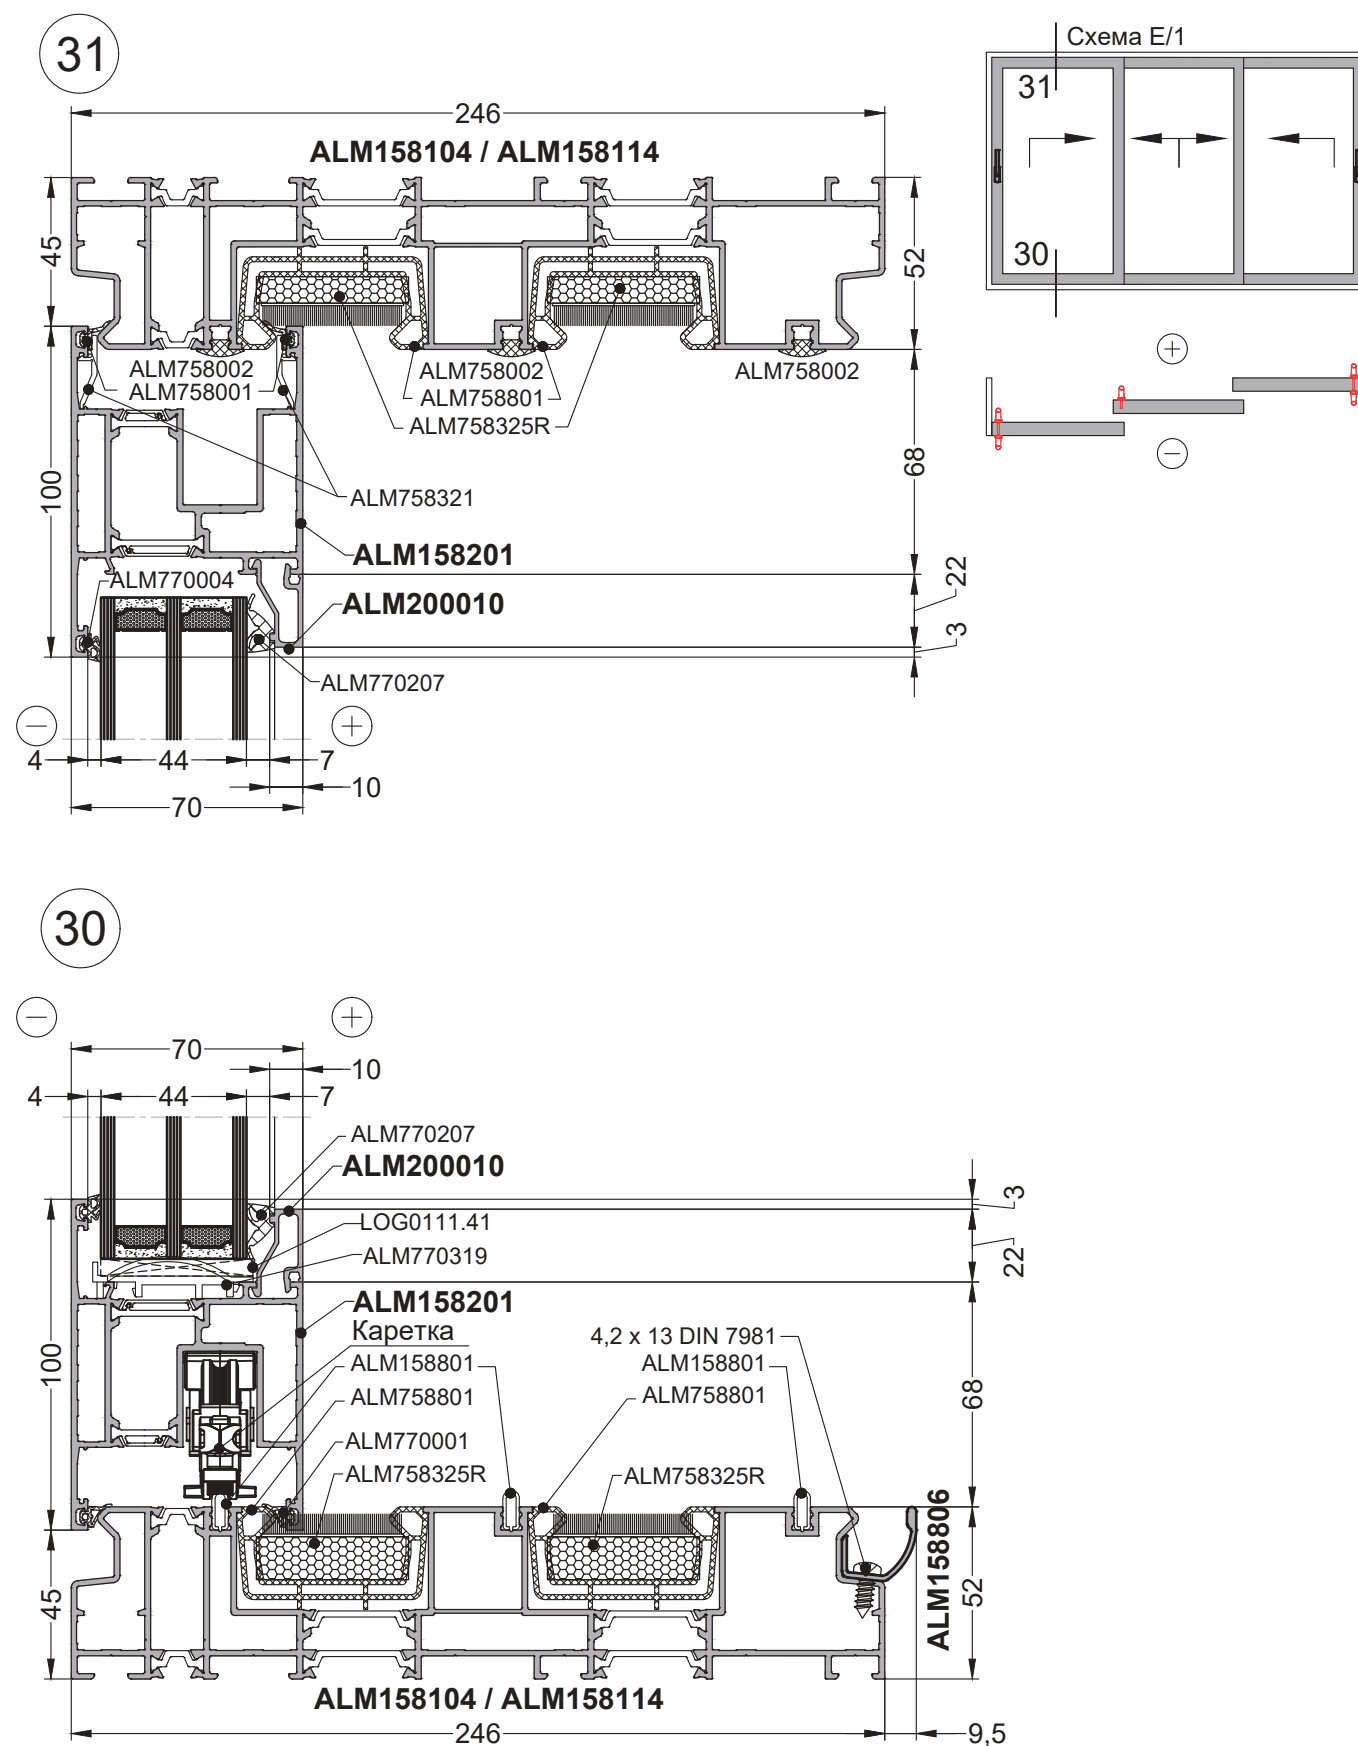 31
Схема E/1
31
30
246
ALM158104 / ALM158114
45
52
ALM758002
ALM758001
ALM758002
ALM758801
ALM758325R
ALM758002
100
68
ALM758321
ALM158201
ALM770004
ALM200010
22
3
ALM770207
4
44
7
10
70
30
70
10
4
44
7
ALM770207
ALM200010
LOG0111.41
ALM770319
ALM158201
Каретка
ALM158801
ALM758801
ALM770001
ALM758325R
4,2 x 13 DIN 7981
ALM158801
ALM758801
ALM758325R
3
22
100
68
45
ALM158806
52
ALM158104 / ALM158114
246
9,5